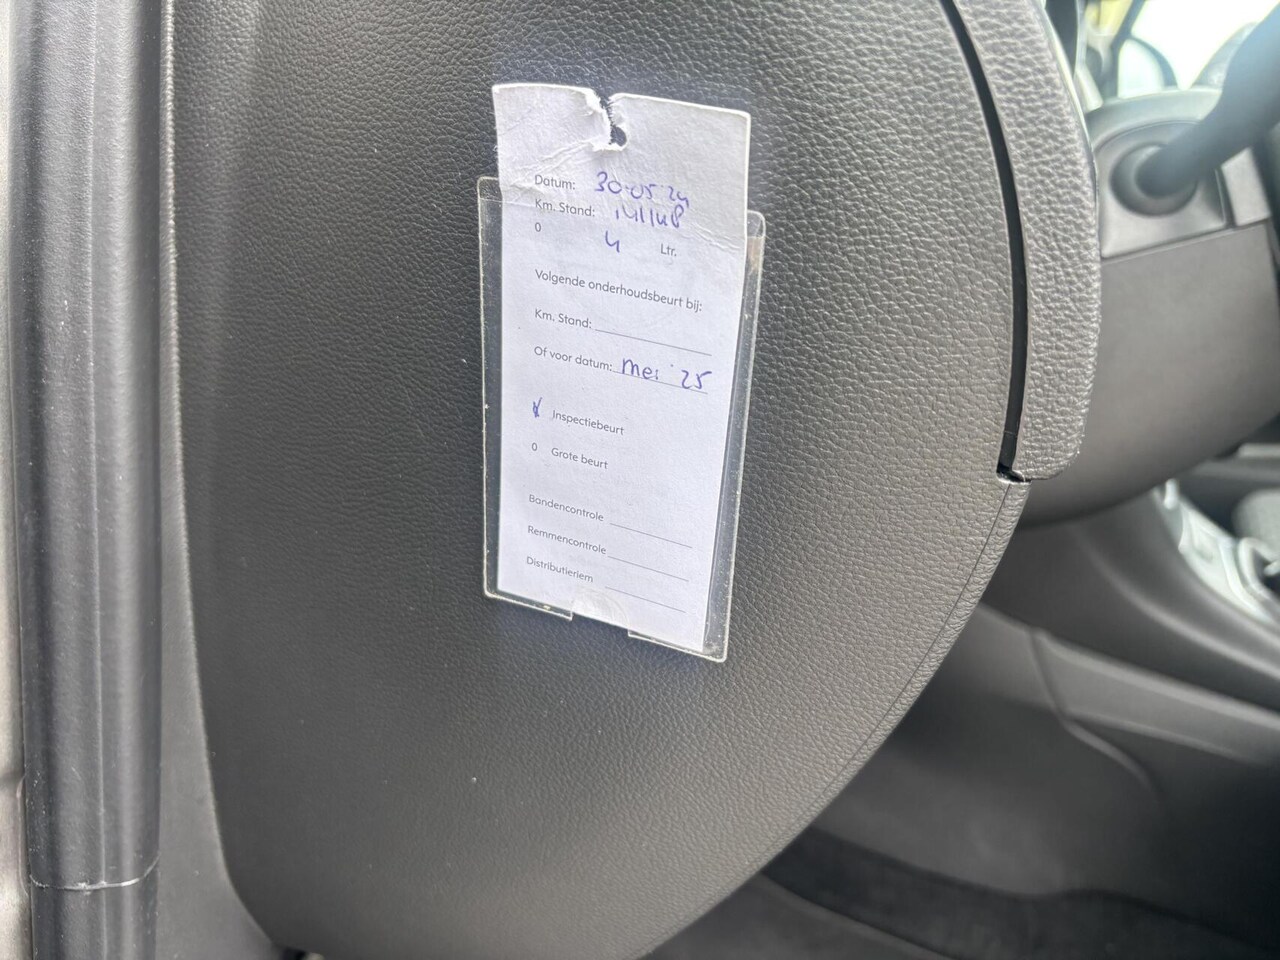 Datum: 30-05 24
Km. Stand: 141148
0 4 Ltr.
Volgende onderhoudsbeurt bij:
Km. Stand:
Of voor datum: mei '25
Inspectiebeurt
0 Grote beurt
Bandencontrole
Remmencontrole
Distributieriem